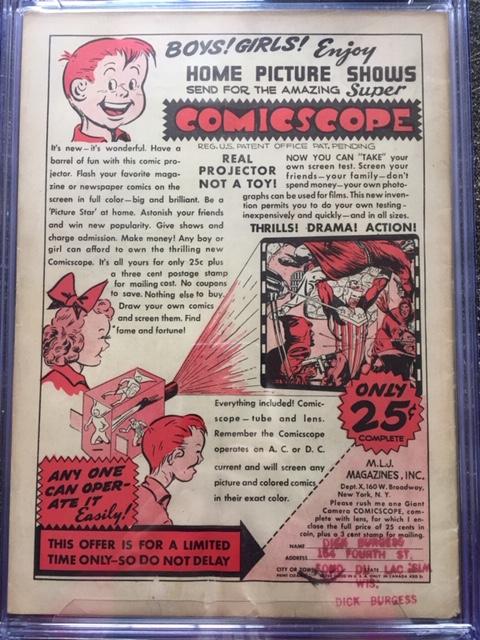 BOYS! GIRLS! Enjoy
HOME PICTURE SHOWS
SEND FOR THE AMAZING Super
COMICSCOPE
REG. U.S. PATENT OFFICE PAT. PENDING
It's new—it's wonderful. Have a
barrel of fun with this comic pro-
jector. Flash your favorite maga-
zine or newspaper comics on the
screen in full color—big and brilliant. Be a
'Picture Star' at home. Astonish your friends
and win new popularity. Give shows and
charge admission. Make money! Any boy or
girl can afford to own the thrilling new
Comicscope. It's all yours for only 25c plus
a three cent postage stamp
for mailing cost. No coupons
to save. Nothing else to buy.
Draw your own comics
and screen them. Find
fame and fortune!
REAL
PROJECTOR
NOT A TOY!
NOW YOU CAN "TAKE" your
own screen test. Screen your
friends—your family—don't
spend money—your own photo-
graphs can be used for films. This new inven-
tion permits you to do your own testing -
inexpensively and quickly—and in all sizes.
THRILLS! DRAMA! ACTION!
ONLY
25¢
COMPLETE
Everything included! Comic-
scope—tube and lens.
Remember the Comicscope
operates on A. C. or D. C.
current and will screen any
picture and colored comics
in their exact color.
ANY ONE
CAN OPER-
ATE IT
Easily!
THIS OFFER IS FOR A LIMITED
TIME ONLY—SO DO NOT DELAY
M.L.J.
MAGAZINES, INC.
Dept. X, 160 W. Broadway,
New York, N. Y.
Please rush me one Giant
Camera COMICSCOPE, com-
plete with lens, for which I en-
close the full price of 25 cents in
coin, plus a 3 cent stamp for mailing.
NAME DICK BURGESS
ADDRESS 164 FOURTH ST.
CITY OR TOWN FOND DU LAC
WIS.
DICK BURGESS